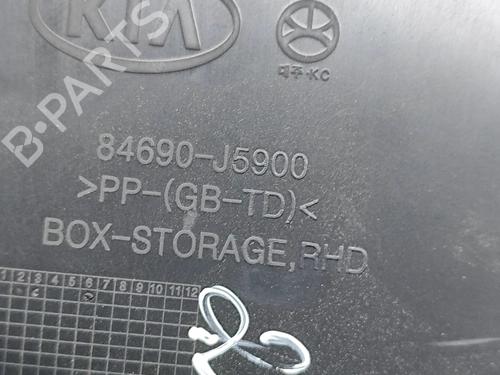 KIA
대주·KC
B-PARTS
84690-J5900
>PP-(GB-TD)<
BOX-STORAGE,RHD
1 2 3 4 5 6 7 8 9 10 11 12